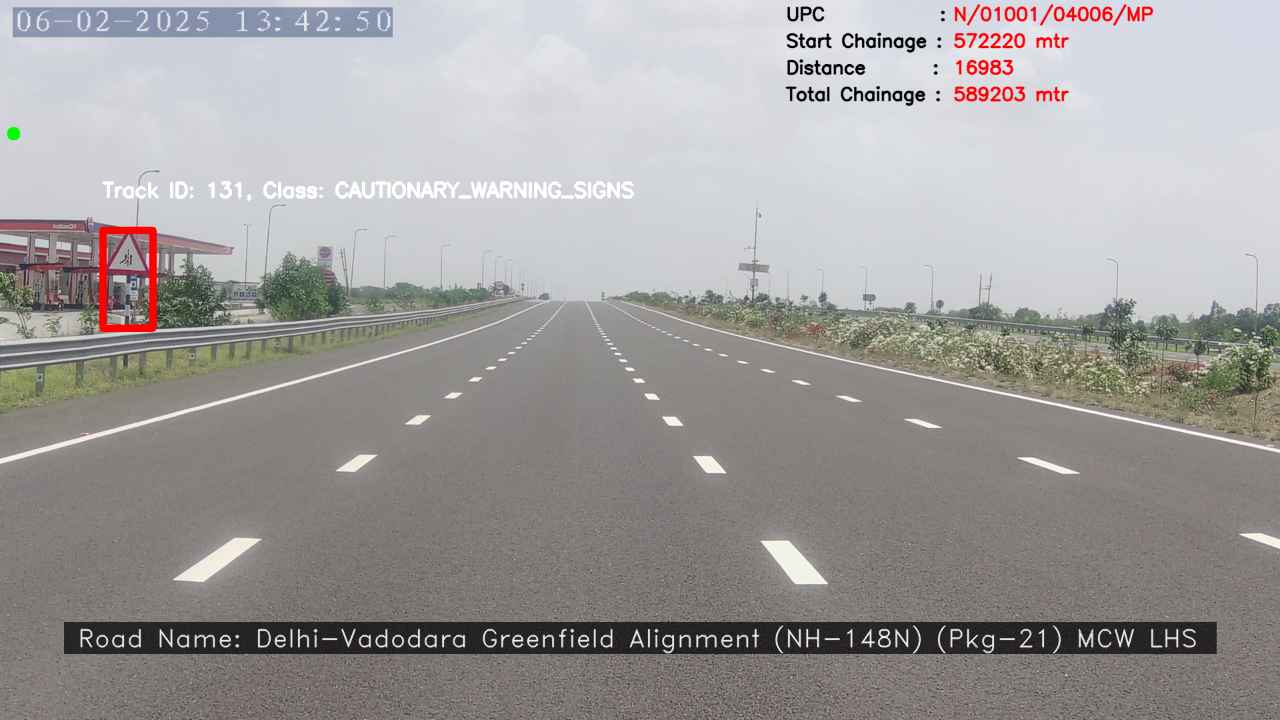 06-02-2025 13:42:50
UPC : N/01001/04006/MP
Start Chainage : 572220 mtr
Distance : 16983
Total Chainage : 589203 mtr
Track ID: 131, Class: CAUTIONARY_WARNING_SIGNS
IndianOil
Road Name: Delhi-Vadodara Greenfield Alignment (NH-148N) (Pkg-21) MCW LHS